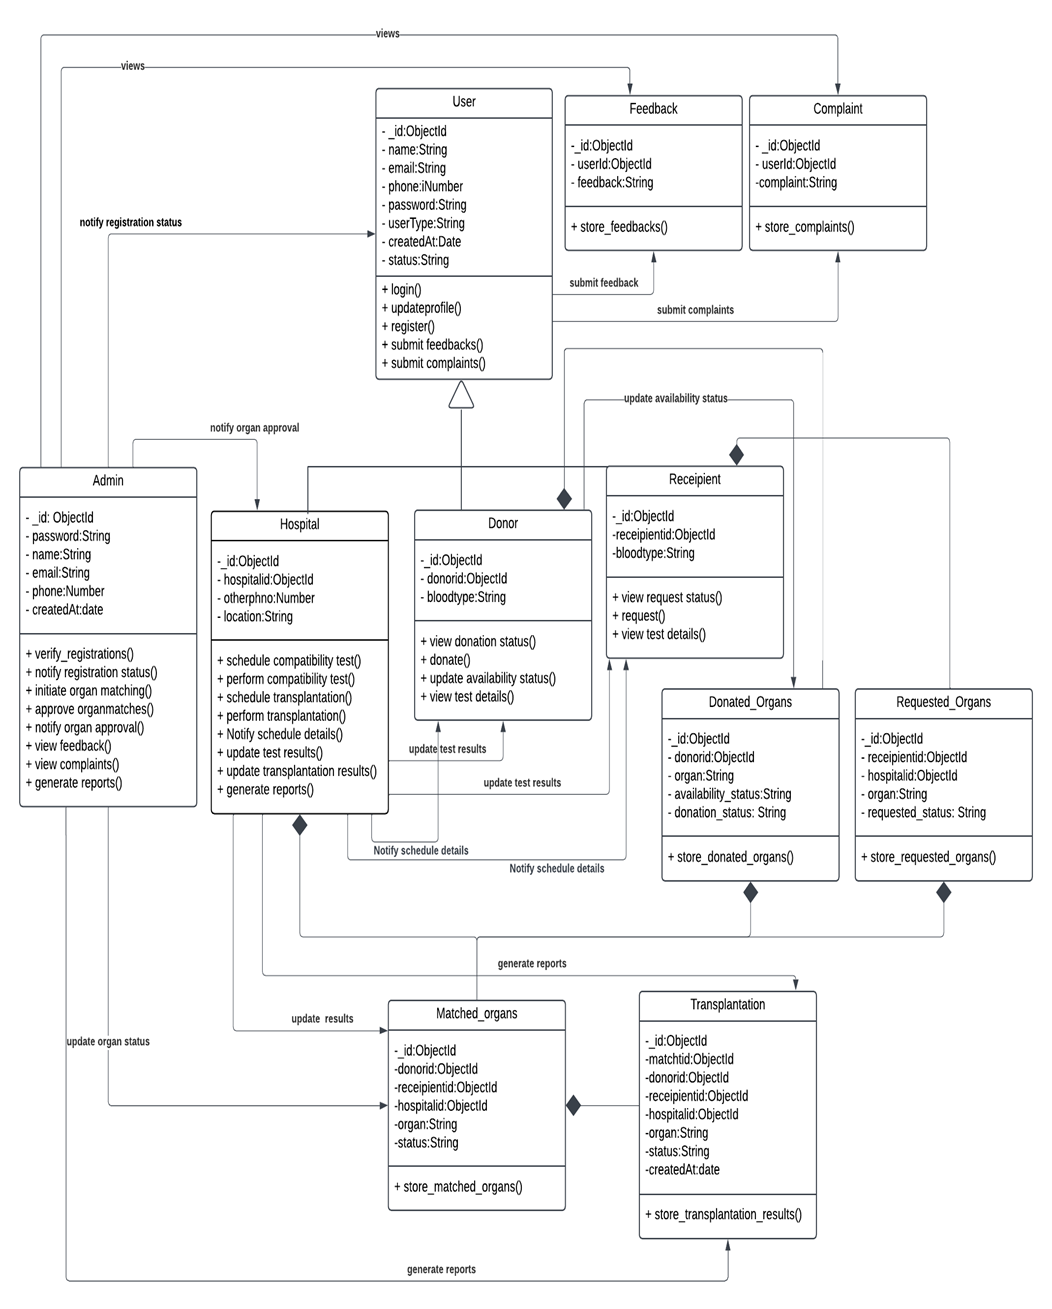 views
views
User
- _id:ObjectId
- name:String
- email:String
- phone:iNumber
- password:String
- userType:String
- createdAt:Date
- status:String
+ login()
+ updateprofile()
+ register()
+ submit feedbacks()
+ submit complaints()
Feedback
-_id:ObjectId
- userId:ObjectId
- feedback:String
+ store_feedbacks()
Complaint
- _id:ObjectId
- userId:ObjectId
-complaint:String
+ store_complaints()
notify registration status
submit feedback
submit complaints
update availability status
notify organ approval
Admin
- _id: ObjectId
- password:String
- name:String
- email:String
- phone:Number
- createdAt:date
+ verify_registrations()
+ notify registration status()
+ initiate organ matching()
+ approve organmatches()
+ notify organ approval()
+ view feedback()
+ view complaints()
+ generate reports()
Hospital
-_id:ObjectId
- hospitalid:ObjectId
- otherphno:Number
- location:String
+ schedule compatibility test()
+ perform compatibility test()
+ schedule transplantation()
+ perform transplantation()
+ Notify schedule details()
+ update test results()
+ update transplantation results()
+ generate reports()
Donor
-_id:ObjectId
- donorid:ObjectId
- bloodtype:String
+ view donation status()
+ donate()
+ update availability status()
+ view test details()
Receipient
-_id:ObjectId
-receipientid:ObjectId
-bloodtype:String
+ view request status()
+ request()
+ view test details()
update test results
update test results
Notify schedule details
Notify schedule details
Donated_Organs
-_id:ObjectId
- donorid:ObjectId
- organ:String
- availability_status:String
- donation_status: String
+ store_donated_organs()
Requested_Organs
-_id:ObjectId
- receipientid:ObjectId
- hospitalid:ObjectId
- organ:String
- requested_status: String
+ store_requested_organs()
generate reports
update results
update organ status
Matched_organs
-_id:ObjectId
-donorid:ObjectId
-receipientid:ObjectId
-hospitalid:ObjectId
-organ:String
-status:String
+ store_matched_organs()
Transplantation
-_id:ObjectId
-matchtid:ObjectId
-donorid:ObjectId
-receipientid:ObjectId
-hospitalid:ObjectId
-organ:String
-status:String
-createdAt:date
+ store_transplantation_results()
generate reports